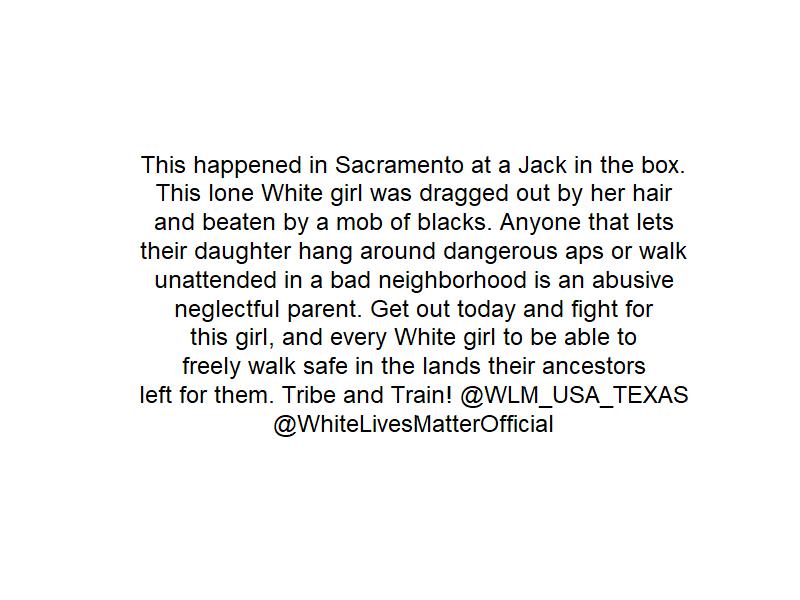 This happened in Sacramento at a Jack in the box.
This lone White girl was dragged out by her hair
and beaten by a mob of blacks. Anyone that lets
their daughter hang around dangerous aps or walk
unattended in a bad neighborhood is an abusive
neglectful parent. Get out today and fight for
this girl, and every White girl to be able to
freely walk safe in the lands their ancestors
left for them. Tribe and Train! @WLM_USA_TEXAS
@WhiteLivesMatterOfficial